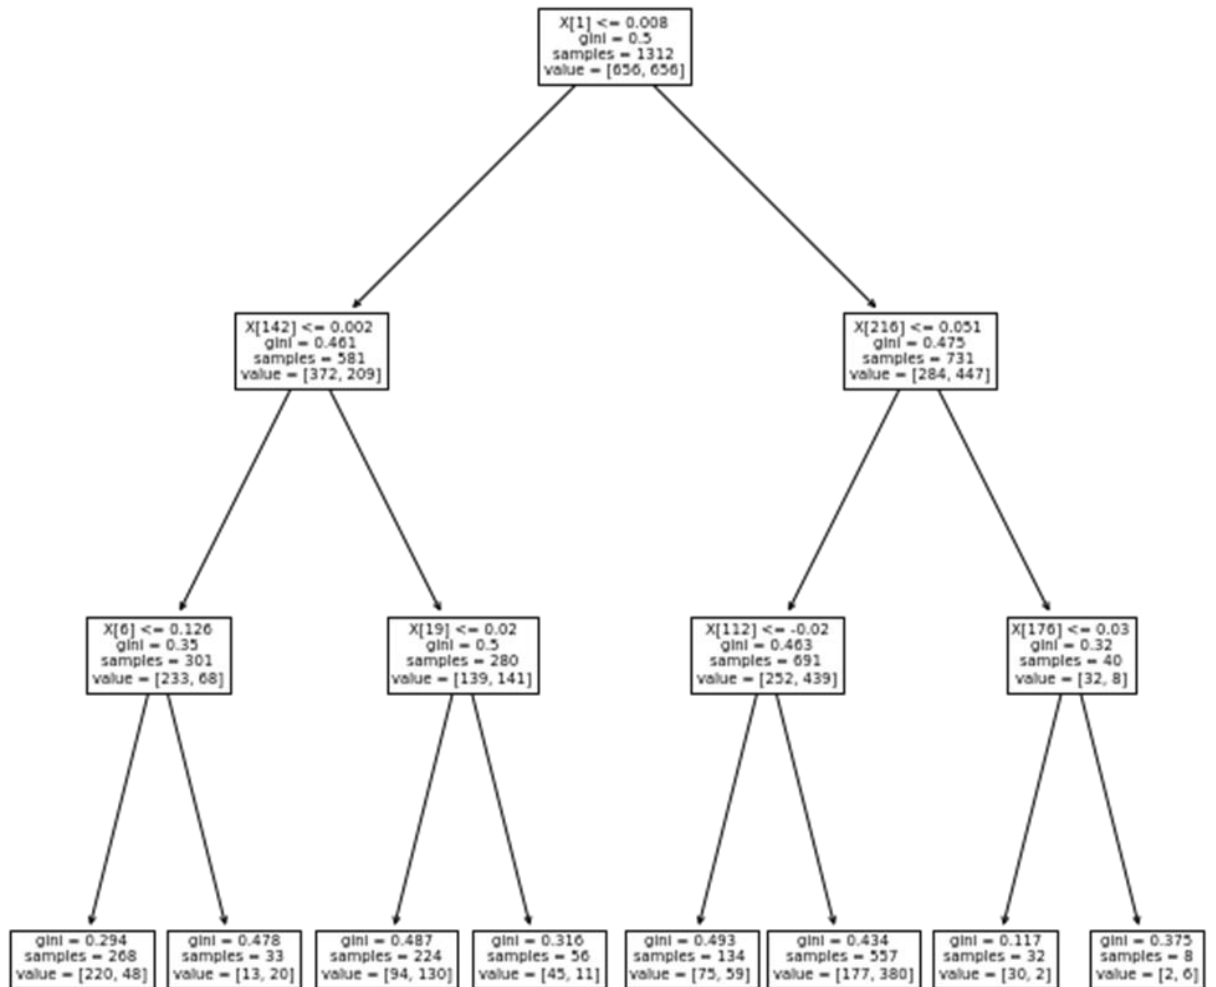 X[1] <= 0.008
gini = 0.5
samples = 1312
value = [656, 656]
X[142] <= 0.002
gini = 0.461
samples = 581
value = [372, 209]
X[216] <= 0.051
gini = 0.475
samples = 731
value = [284, 447]
X[6] <= 0.126
gini = 0.35
samples = 301
value = [233, 68]
X[19] <= 0.02
gini = 0.5
samples = 280
value = [139, 141]
X[112] <= -0.02
gini = 0.463
samples = 691
value = [252, 439]
X[176] <= 0.03
gini = 0.32
samples = 40
value = [32, 8]
gini = 0.294
samples = 268
value = [220, 48]
gini = 0.478
samples = 33
value = [13, 20]
gini = 0.487
samples = 224
value = [94, 130]
gini = 0.316
samples = 56
value = [45, 11]
gini = 0.493
samples = 134
value = [75, 59]
gini = 0.434
samples = 557
value = [177, 380]
gini = 0.117
samples = 32
value = [30, 2]
gini = 0.375
samples = 8
value = [2, 6]